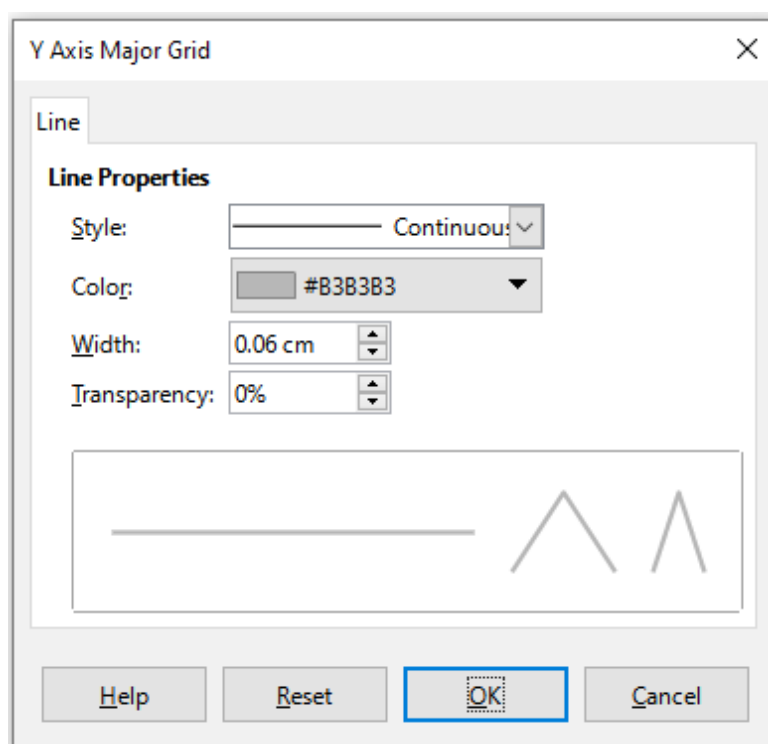 Y Axis Major Grid
Line
Line Properties
Style: Continuous
Color: #B3B3B3
Width: 0.06 cm
Transparency: 0%
Help Reset OK Cancel